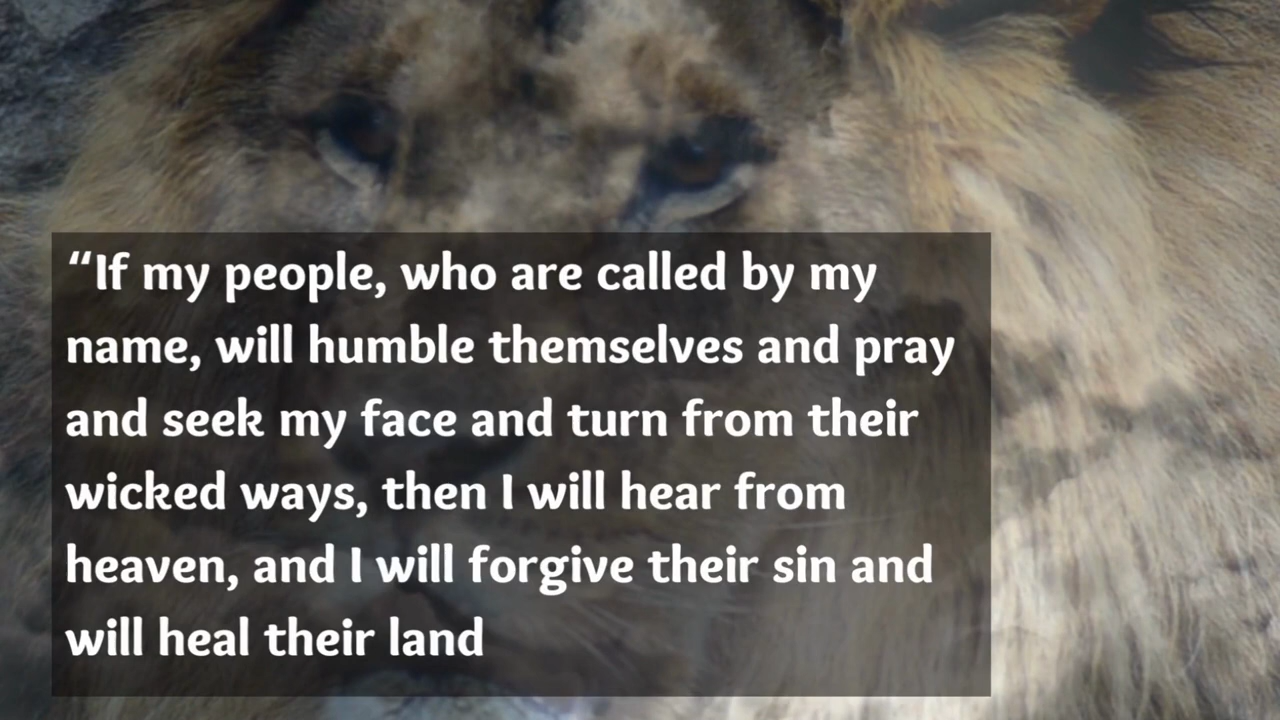 “If my people, who are called by my
name, will humble themselves and pray
and seek my face and turn from their
wicked ways, then I will hear from
heaven, and I will forgive their sin and
will heal their land